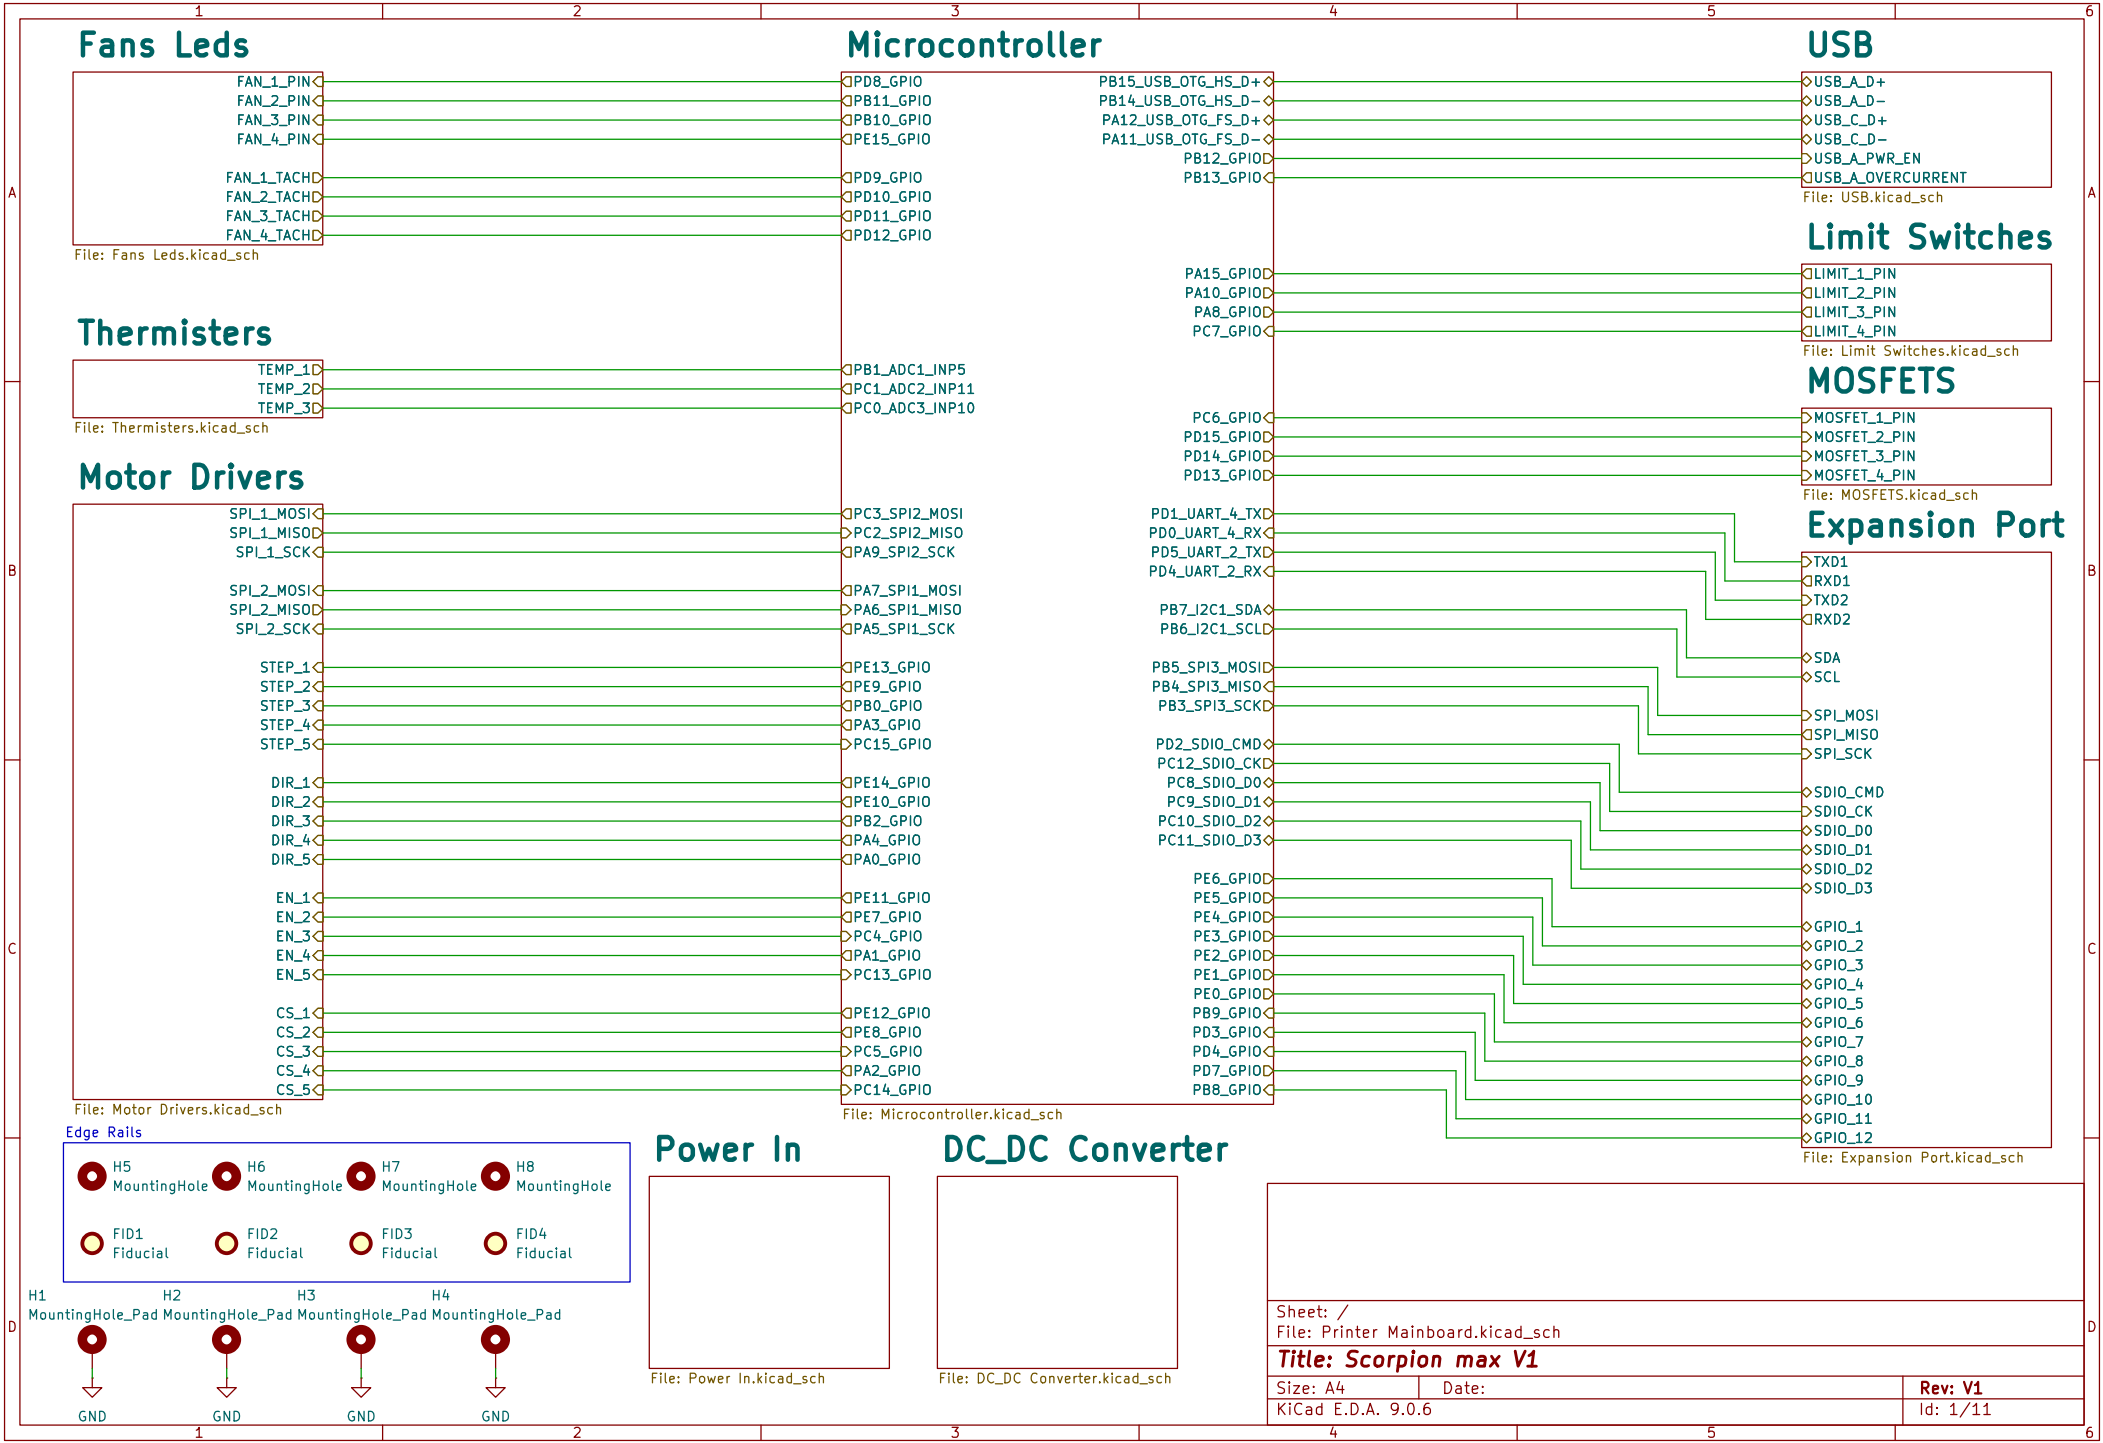 1 2 3 4 5 6
Fans Leds
FAN_1_PIN
FAN_2_PIN
FAN_3_PIN
FAN_4_PIN
FAN_1_TACH
FAN_2_TACH
FAN_3_TACH
FAN_4_TACH
File: Fans Leds.kicad_sch
Thermisters
TEMP_1
TEMP_2
TEMP_3
File: Thermisters.kicad_sch
Motor Drivers
SPI_1_MOSI
SPI_1_MISO
SPI_1_SCK
SPI_2_MOSI
SPI_2_MISO
SPI_2_SCK
STEP_1
STEP_2
STEP_3
STEP_4
STEP_5
DIR_1
DIR_2
DIR_3
DIR_4
DIR_5
EN_1
EN_2
EN_3
EN_4
EN_5
CS_1
CS_2
CS_3
CS_4
CS_5
File: Motor Drivers.kicad_sch
Microcontroller
PD8_GPIO
PB11_GPIO
PB10_GPIO
PE15_GPIO
PD9_GPIO
PD10_GPIO
PD11_GPIO
PD12_GPIO
PB1_ADC1_INP5
PC1_ADC2_INP11
PC0_ADC3_INP10
PC3_SPI2_MOSI
PC2_SPI2_MISO
PA9_SPI2_SCK
PA7_SPI1_MOSI
PA6_SPI1_MISO
PA5_SPI1_SCK
PE13_GPIO
PE9_GPIO
PB0_GPIO
PA3_GPIO
PC15_GPIO
PE14_GPIO
PE10_GPIO
PB2_GPIO
PA4_GPIO
PA0_GPIO
PE11_GPIO
PE7_GPIO
PC4_GPIO
PA1_GPIO
PC13_GPIO
PE12_GPIO
PE8_GPIO
PC5_GPIO
PA2_GPIO
PC14_GPIO
PB15_USB_OTG_HS_D+
PB14_USB_OTG_HS_D-
PA12_USB_OTG_FS_D+
PA11_USB_OTG_FS_D-
PB12_GPIO
PB13_GPIO
PA15_GPIO
PA10_GPIO
PA8_GPIO
PC7_GPIO
PC6_GPIO
PD15_GPIO
PD14_GPIO
PD13_GPIO
PD1_UART_4_TX
PD0_UART_4_RX
PD5_UART_2_TX
PD4_UART_2_RX
PB7_I2C1_SDA
PB6_I2C1_SCL
PB5_SPI3_MOSI
PB4_SPI3_MISO
PB3_SPI3_SCK
PD2_SDIO_CMD
PC12_SDIO_CK
PC8_SDIO_D0
PC9_SDIO_D1
PC10_SDIO_D2
PC11_SDIO_D3
PE6_GPIO
PE5_GPIO
PE4_GPIO
PE3_GPIO
PE2_GPIO
PE1_GPIO
PE0_GPIO
PB9_GPIO
PD3_GPIO
PD4_GPIO
PD7_GPIO
PB8_GPIO
File: Microcontroller.kicad_sch
USB
USB_A_D+
USB_A_D-
USB_C_D+
USB_C_D-
USB_A_PWR_EN
USB_A_OVERCURRENT
File: USB.kicad_sch
Limit Switches
LIMIT_1_PIN
LIMIT_2_PIN
LIMIT_3_PIN
LIMIT_4_PIN
File: Limit Switches.kicad_sch
MOSFETS
MOSFET_1_PIN
MOSFET_2_PIN
MOSFET_3_PIN
MOSFET_4_PIN
File: MOSFETS.kicad_sch
Expansion Port
TXD1
RXD1
TXD2
RXD2
SDA
SCL
SPI_MOSI
SPI_MISO
SPI_SCK
SDIO_CMD
SDIO_CK
SDIO_D0
SDIO_D1
SDIO_D2
SDIO_D3
GPIO_1
GPIO_2
GPIO_3
GPIO_4
GPIO_5
GPIO_6
GPIO_7
GPIO_8
GPIO_9
GPIO_10
GPIO_11
GPIO_12
File: Expansion Port.kicad_sch
A A
B B
C C
D D
Edge Rails
H5 H6 H7 H8
MountingHole MountingHole MountingHole MountingHole
FID1 FID2 FID3 FID4
Fiducial Fiducial Fiducial Fiducial
H1 H2 H3 H4
MountingHole_Pad MountingHole_Pad MountingHole_Pad MountingHole_Pad
GND GND GND GND
Power In
File: Power In.kicad_sch
DC_DC Converter
File: DC_DC Converter.kicad_sch
Sheet: /
File: Printer Mainboard.kicad_sch
Title: Scorpion max V1
Size: A4 Date: Rev: V1
KiCad E.D.A. 9.0.6 Id: 1/11
1 2 3 4 5 6